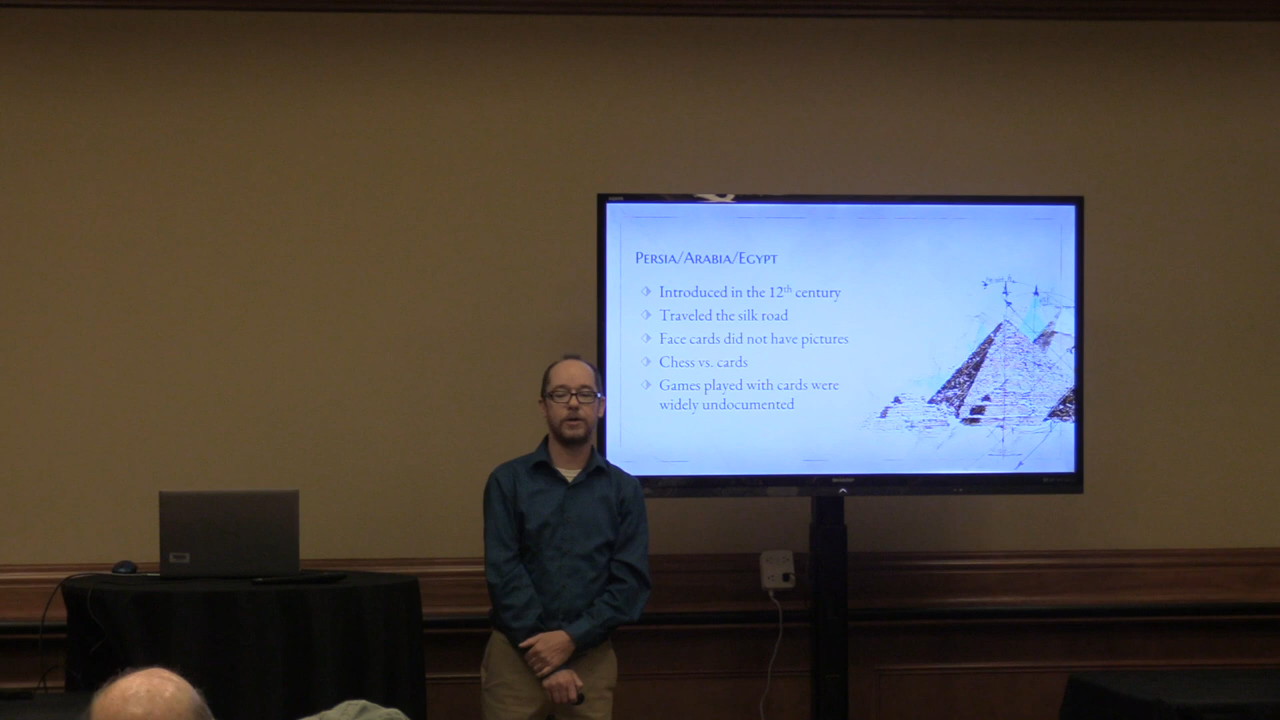 Persia/Arabia/Egypt
Introduced in the 12th century
Traveled the silk road
Face cards did not have pictures
Chess vs. cards
Games played with cards were
widely undocumented